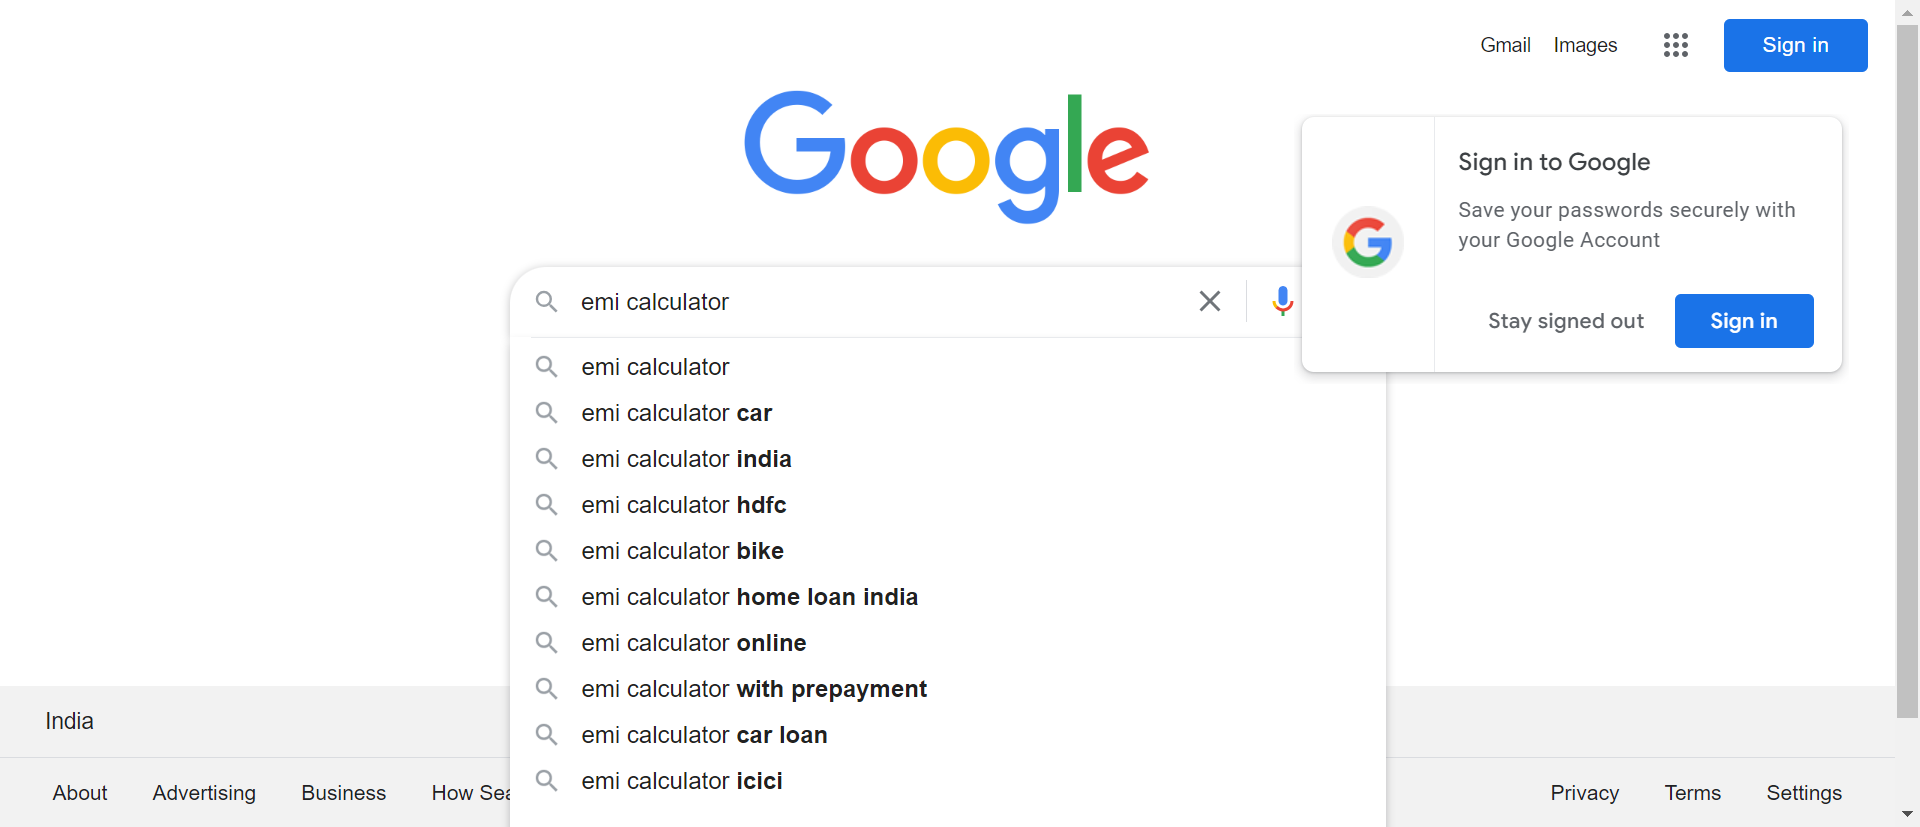 Gmail Images Sign in
Google
Sign in to Google
Save your passwords securely with
your Google Account
Stay signed out Sign in
emi calculator
emi calculator
emi calculator car
emi calculator india
emi calculator hdfc
emi calculator bike
emi calculator home loan india
emi calculator online
emi calculator with prepayment
emi calculator car loan
emi calculator icici
India
About Advertising Business How Privacy Terms Settings